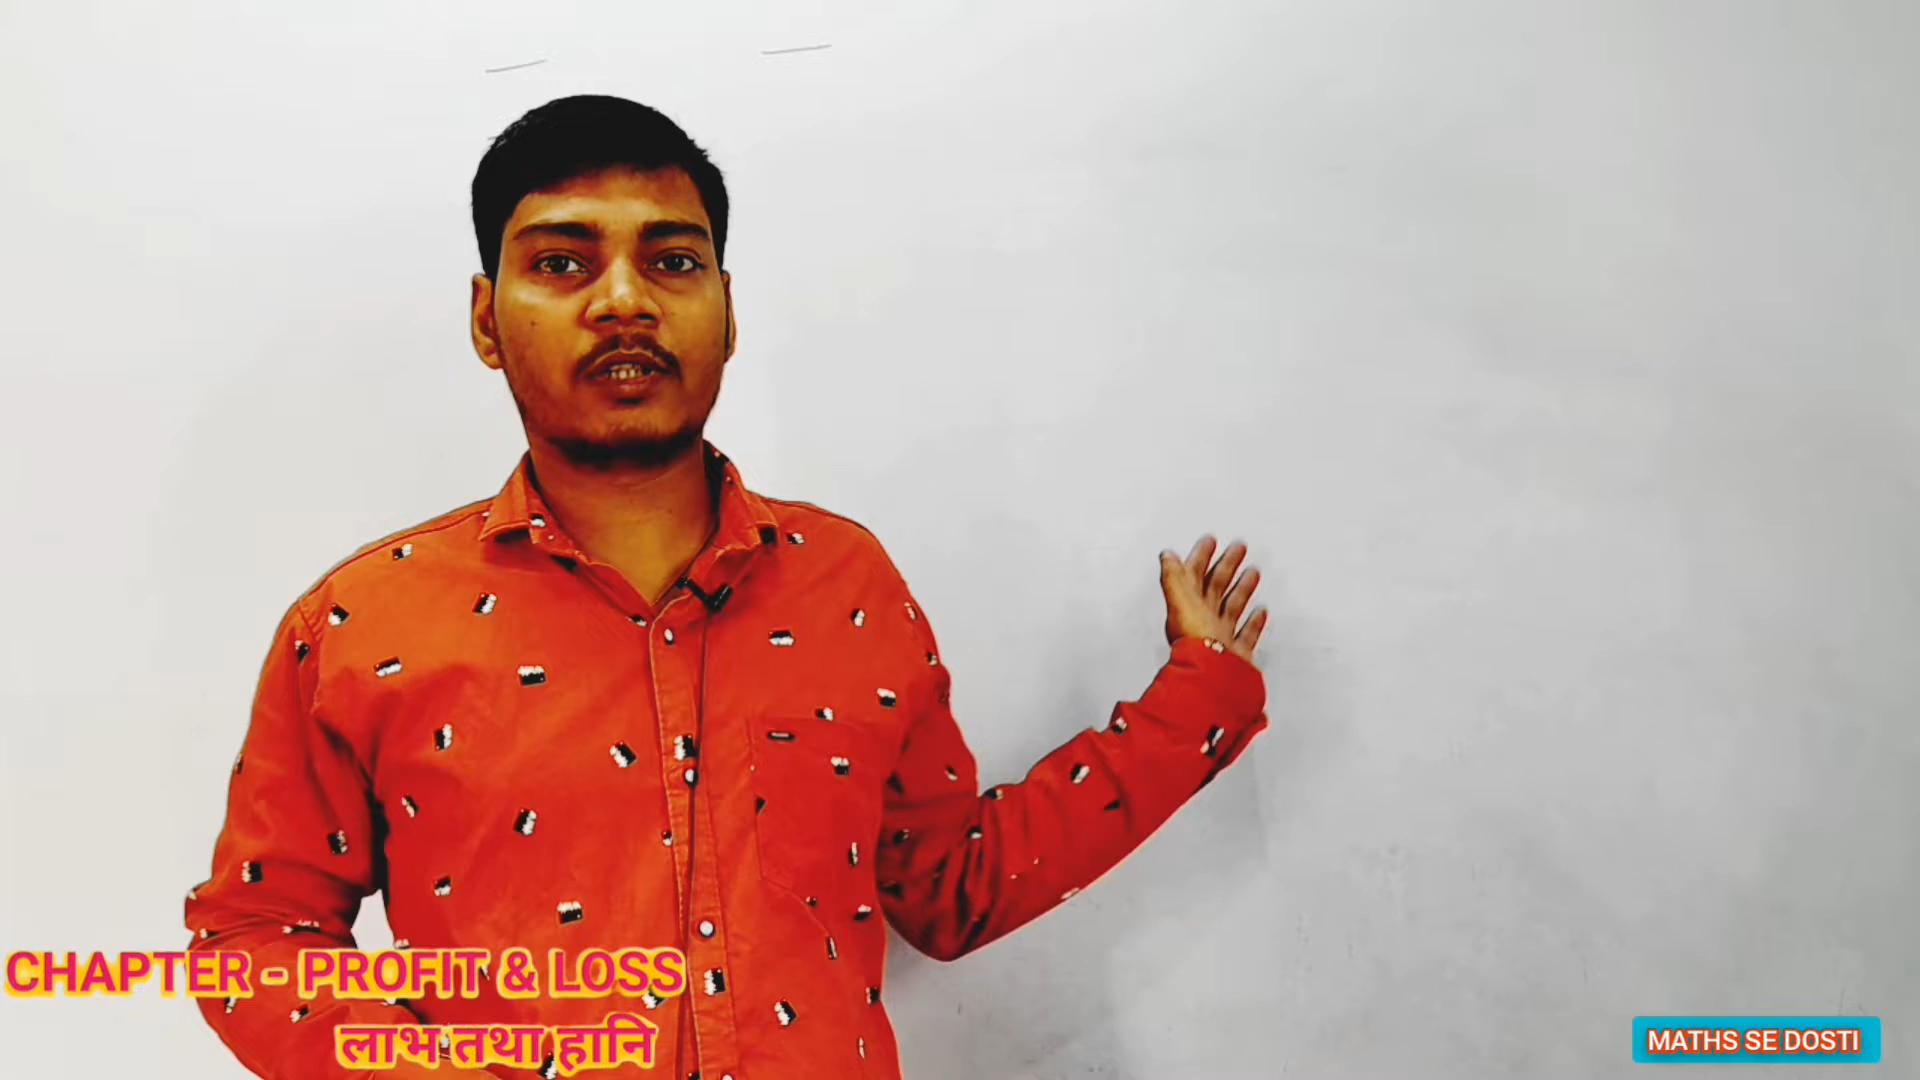 CHAPTER - PROFIT & LOSS
लाभ तथा हानि
MATHS SE DOSTI